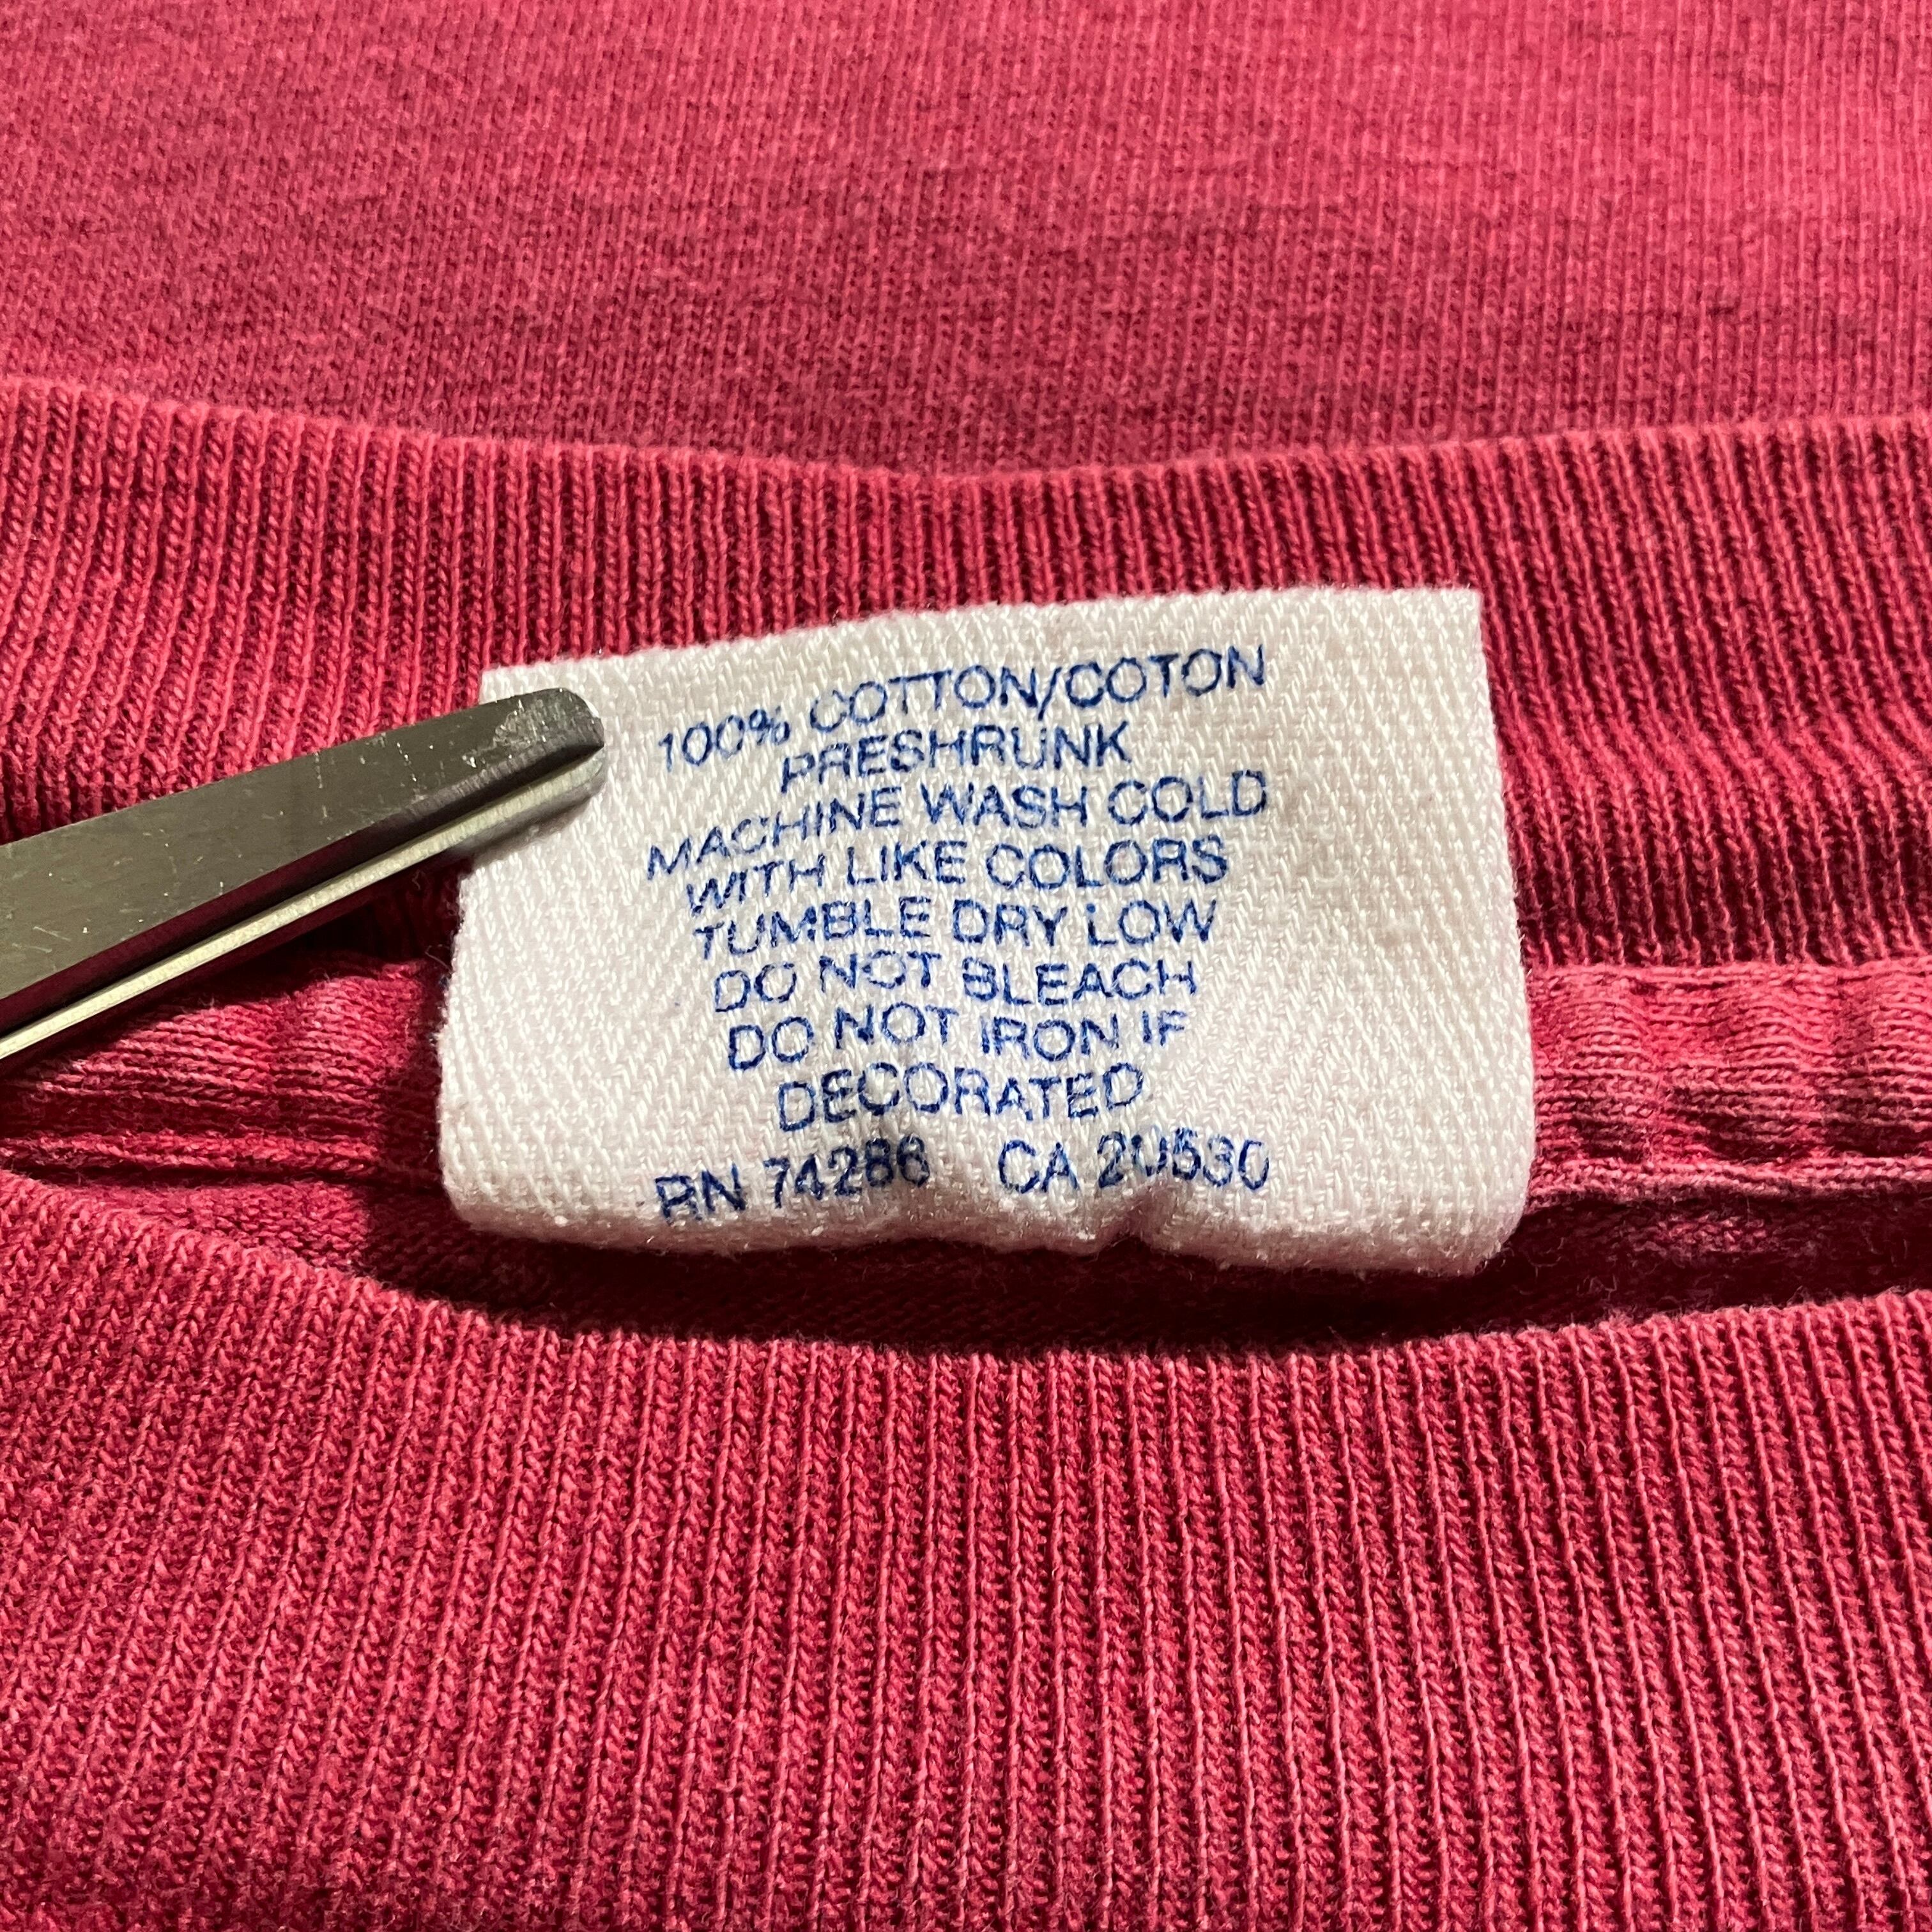 100% COTTON/COTON
PRESHRUNK
MACHINE WASH COLD
WITH LIKE COLORS
TUMBLE DRY LOW
DO NOT BLEACH
DO NOT IRON IF
DECORATED
RN 74286 CA 20530